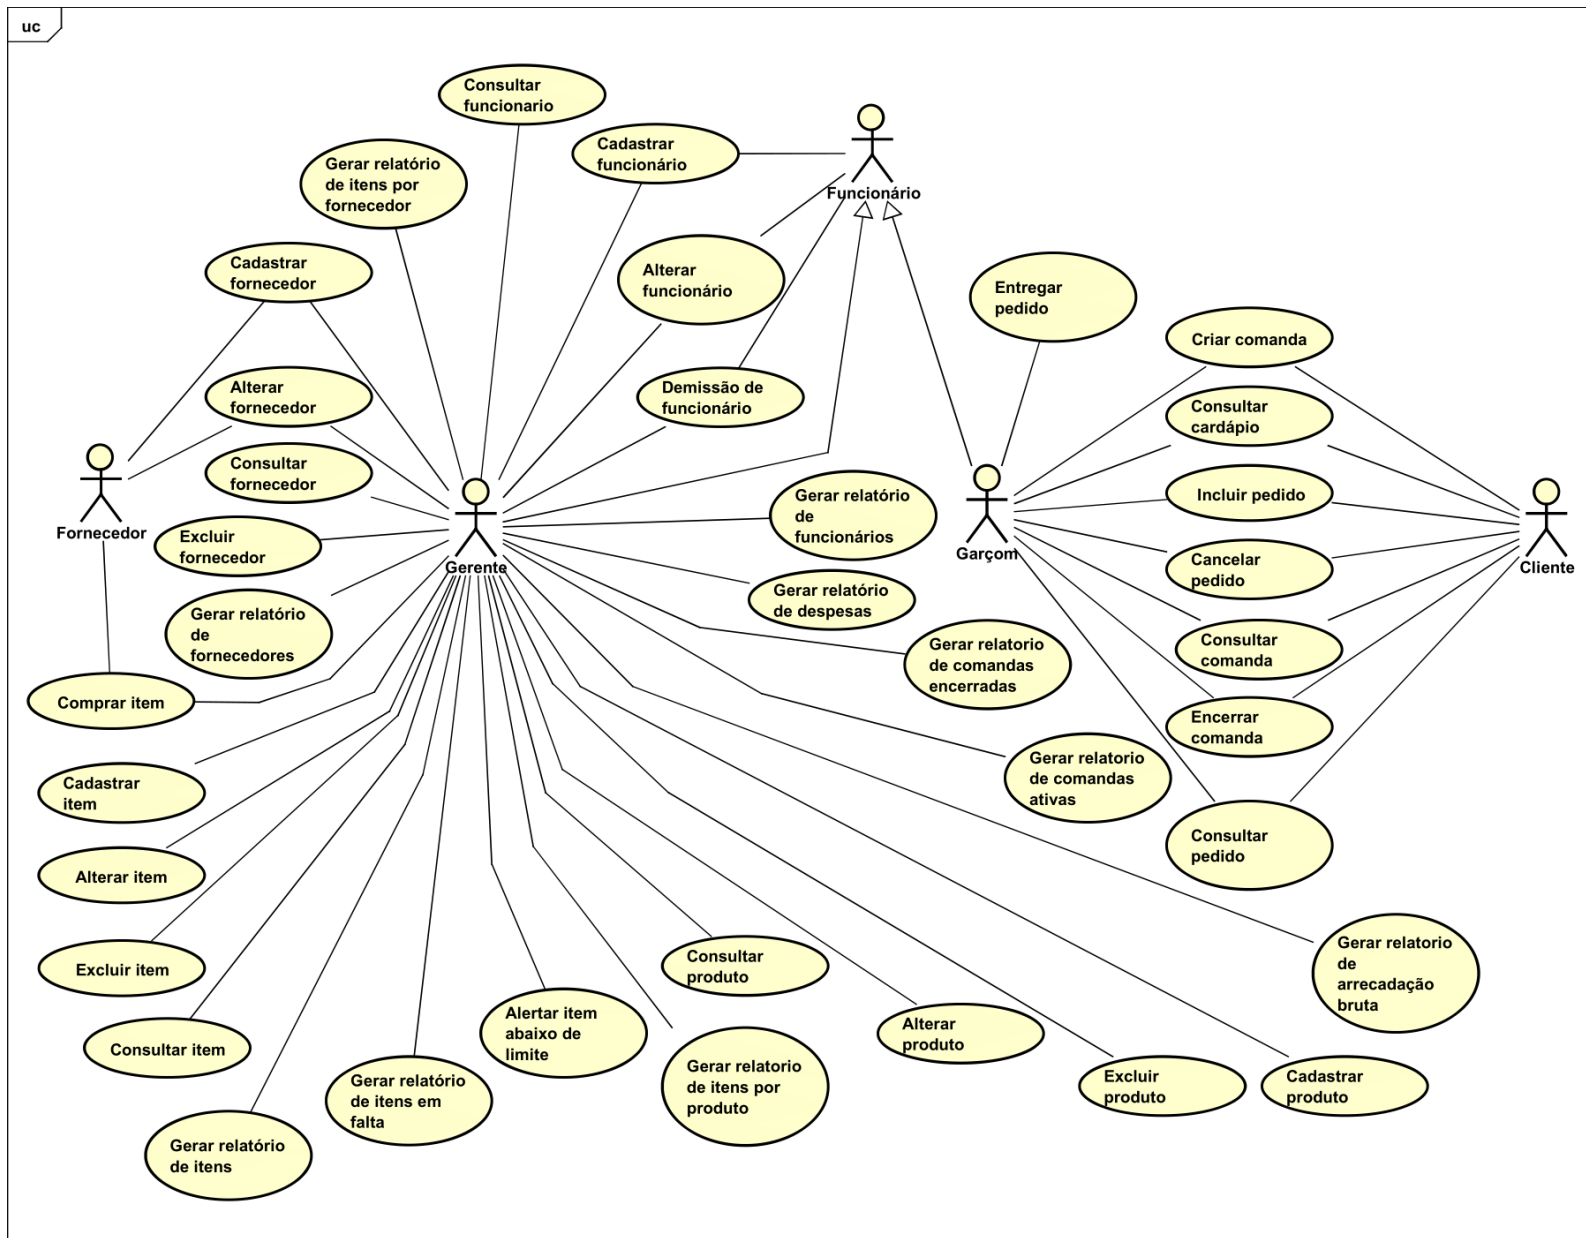 uc
Consultar
funcionario
Cadastrar
funcionário
Funcionário
Gerar relatório
de itens por
fornecedor
Cadastrar
fornecedor
Alterar
funcionário
Entregar
pedido
Criar comanda
Alterar
fornecedor
Demissão de
funcionário
Consultar
cardápio
Consultar
fornecedor
Fornecedor
Gerar relatório
de
funcionários
Incluir pedido
Excluir
fornecedor
Gerente
Garçom
Cancelar
pedido
Cliente
Gerar relatório
de despesas
Gerar relatório
de
fornecedores
Gerar relatorio
de comandas
encerradas
Consultar
comanda
Comprar item
Encerrar
comanda
Cadastrar
item
Gerar relatorio
de comandas
ativas
Consultar
pedido
Alterar item
Excluir item
Consultar
produto
Gerar relatorio
de
arrecadação
bruta
Consultar item
Alertar item
abaixo de
limite
Alterar
produto
Gerar relatório
de itens em
falta
Gerar relatorio
de itens por
produto
Excluir
produto
Cadastrar
produto
Gerar relatório
de itens